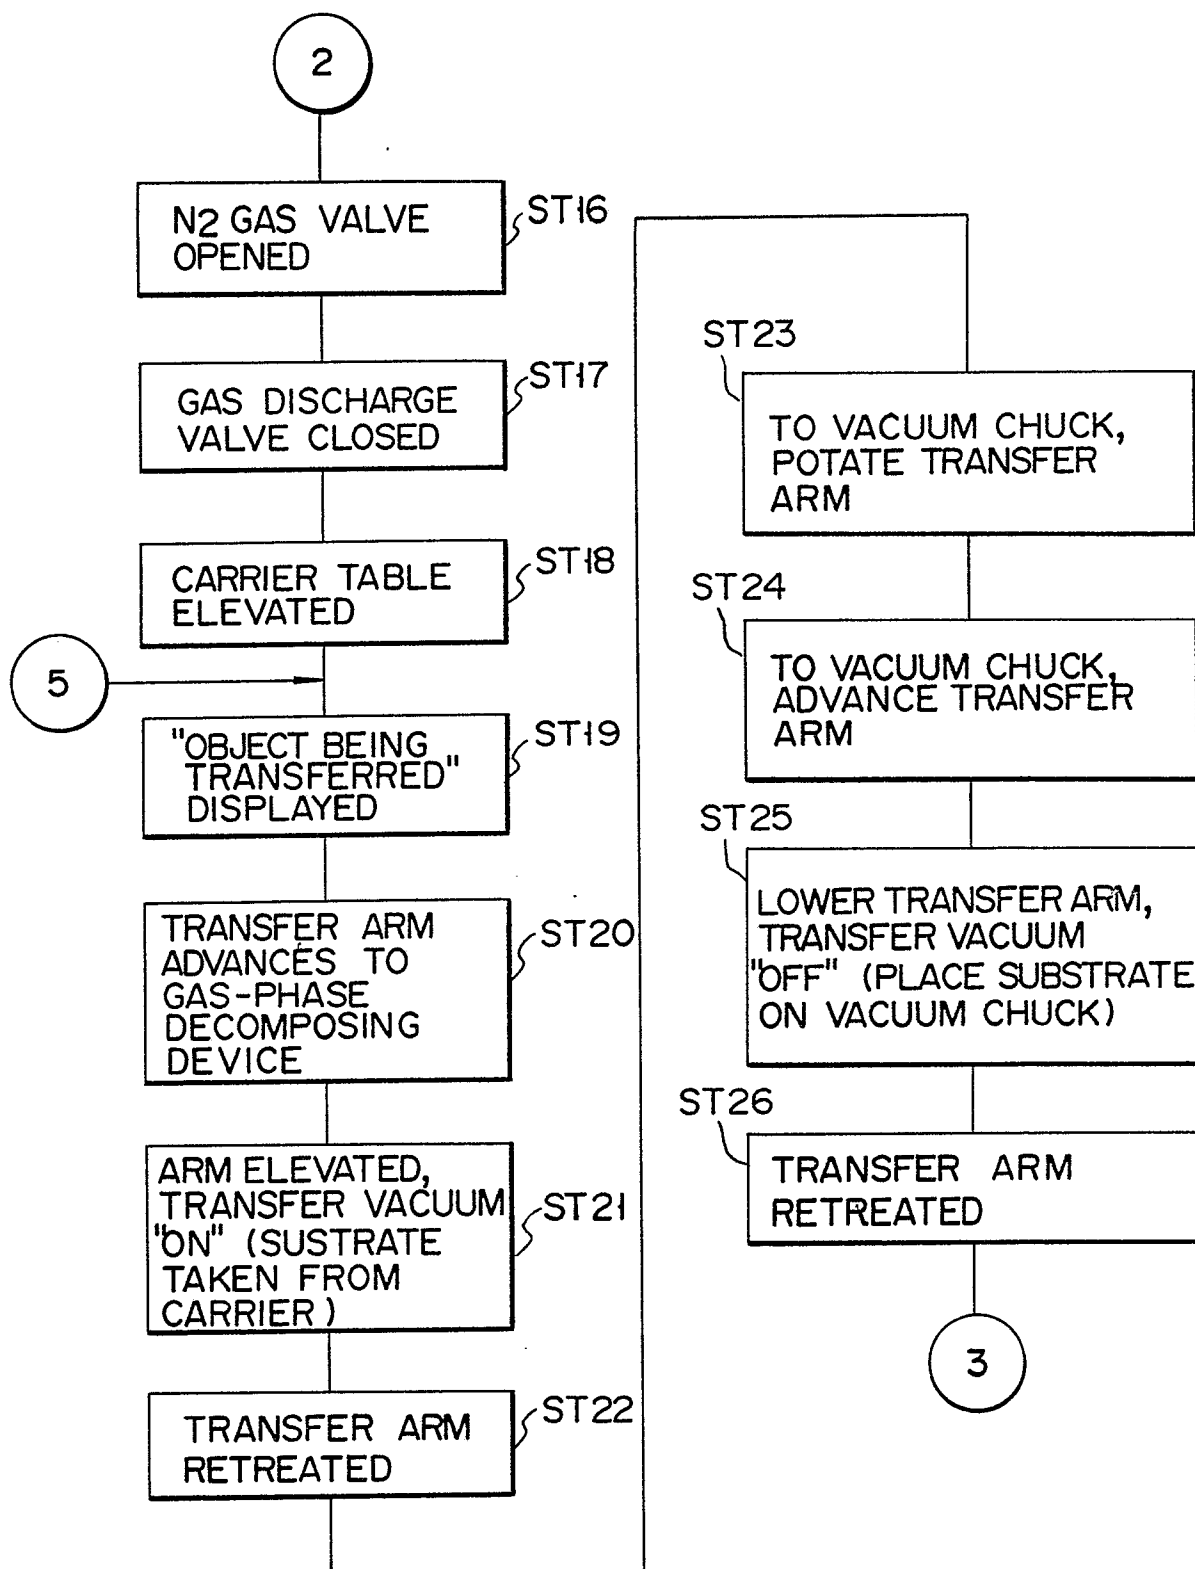 2
N2 GAS VALVE
OPENED
ST16
GAS DISCHARGE
VALVE CLOSED
ST17
CARRIER TABLE
ELEVATED
ST18
5
"OBJECT BEING
TRANSFERRED"
DISPLAYED
ST19
TRANSFER ARM
ADVANCES TO
GAS-PHASE
DECOMPOSING
DEVICE
ST20
ARM ELEVATED,
TRANSFER VACUUM
"ON" (SUSTRATE
TAKEN FROM
CARRIER)
ST21
TRANSFER ARM
RETREATED
ST22
ST23
TO VACUUM CHUCK,
POTATE TRANSFER
ARM
ST24
TO VACUUM CHUCK,
ADVANCE TRANSFER
ARM
ST25
LOWER TRANSFER ARM,
TRANSFER VACUUM
"OFF" (PLACE SUBSTRATE
ON VACUUM CHUCK)
ST26
TRANSFER ARM
RETREATED
3